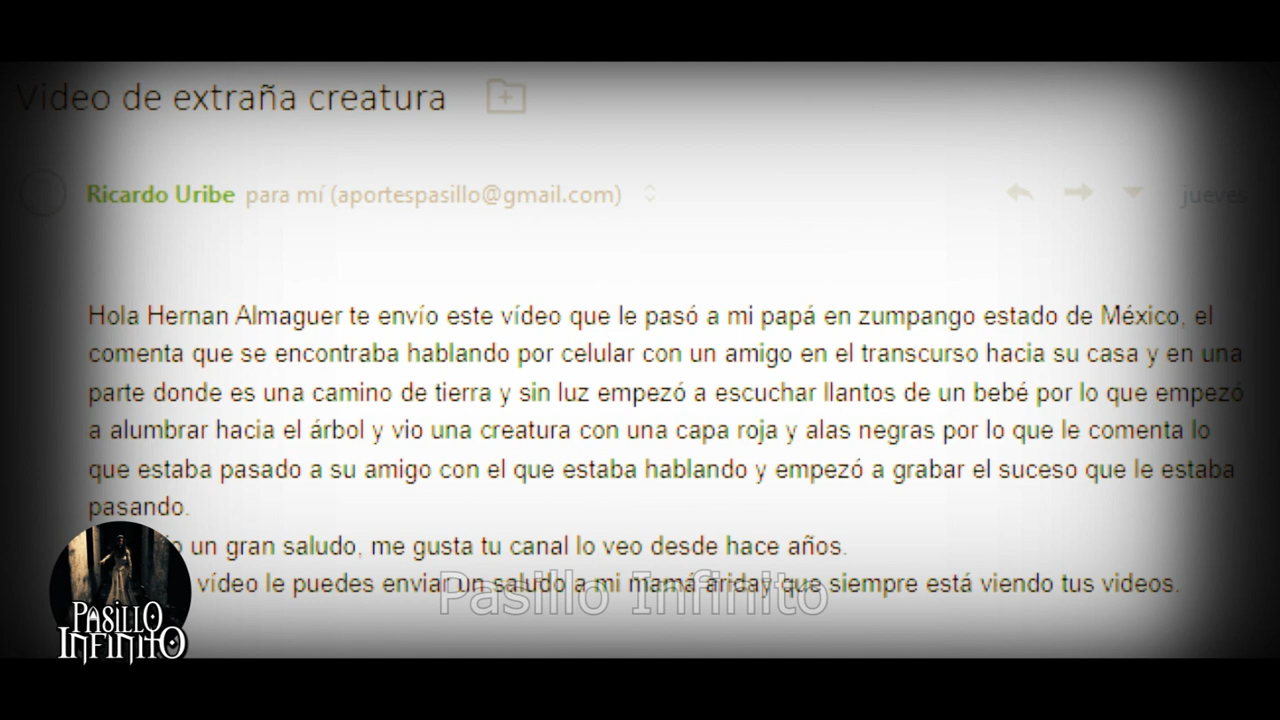 Video de extraña creatura
Ricardo Uribe para mí (aportespasillo@gmail.com)
jueves
Hola Hernan Almaguer te envío este vídeo que le pasó a mi papá en zumpango estado de México, el
comenta que se encontraba hablando por celular con un amigo en el transcurso hacia su casa y en una
parte donde es una camino de tierra y sin luz empezó a escuchar llantos de un bebé por lo que empezó
a alumbrar hacia el árbol y vio una creatura con una capa roja y alas negras por lo que le comenta lo
que estaba pasado a su amigo con el que estaba hablando y empezó a grabar el suceso que le estaba
pasando.
un gran saludo, me gusta tu canal lo veo desde hace años.
vídeo le puedes enviar un saludo a mi mamá ariday que siempre está viendo tus videos.
Pasillo Infinito
PASILLO
INFINITO